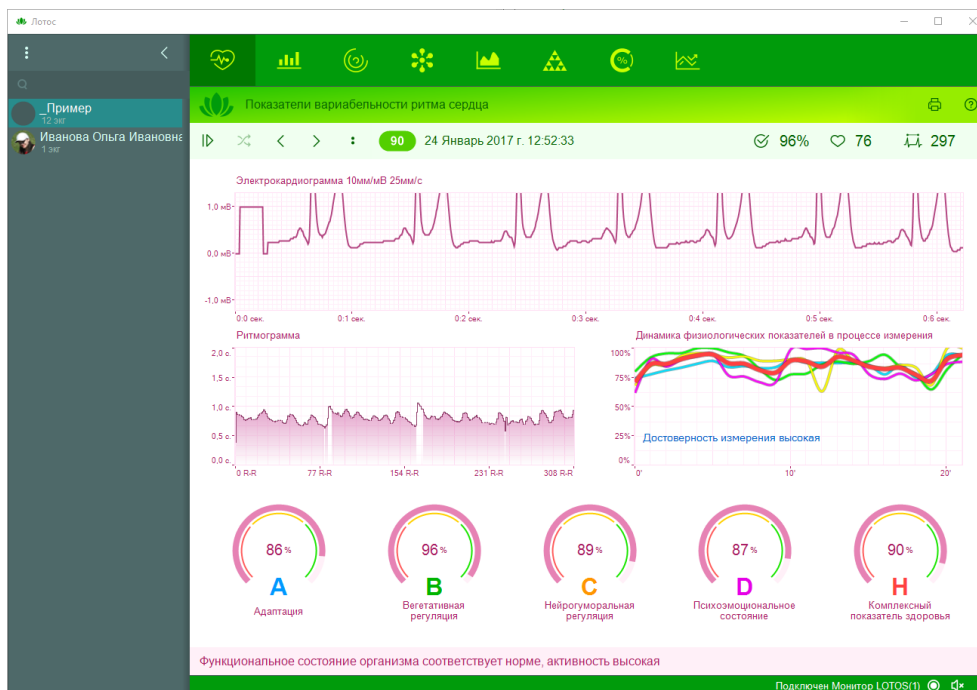 Лотос
_Пример
12 экг
Иванова Ольга Ивановна
1 экг
Показатели вариабельности ритма сердца
90 24 Январь 2017 г. 12:52:33 96% 76 297
Электрокардиограмма 10мм/мВ 25мм/с
1,0 мВ
0,0 мВ
-1,0 мВ
0:0 сек. 0:1 сек. 0:2 сек. 0:3 сек. 0:4 сек. 0:5 сек. 0:6 сек.
Ритмограмма
2,0 с.
1,5 с.
1,0 с.
0,5 с.
0,0 с.
0 R-R 77 R-R 154 R-R 231 R-R 308 R-R
Динамика физиологических показателей в процессе измерения
100%
75%
50%
25%
Достоверность измерения высокая
0%
0' 10' 20'
86 %
A
Адаптация
96 %
B
Вегетативная
регуляция
89 %
C
Нейрогуморальная
регуляция
87 %
D
Психоэмоциональное
состояние
90 %
H
Комплексный
показатель здоровья
Функциональное состояние организма соответствует норме, активность высокая
Подключен Монитор LOTOS(1)